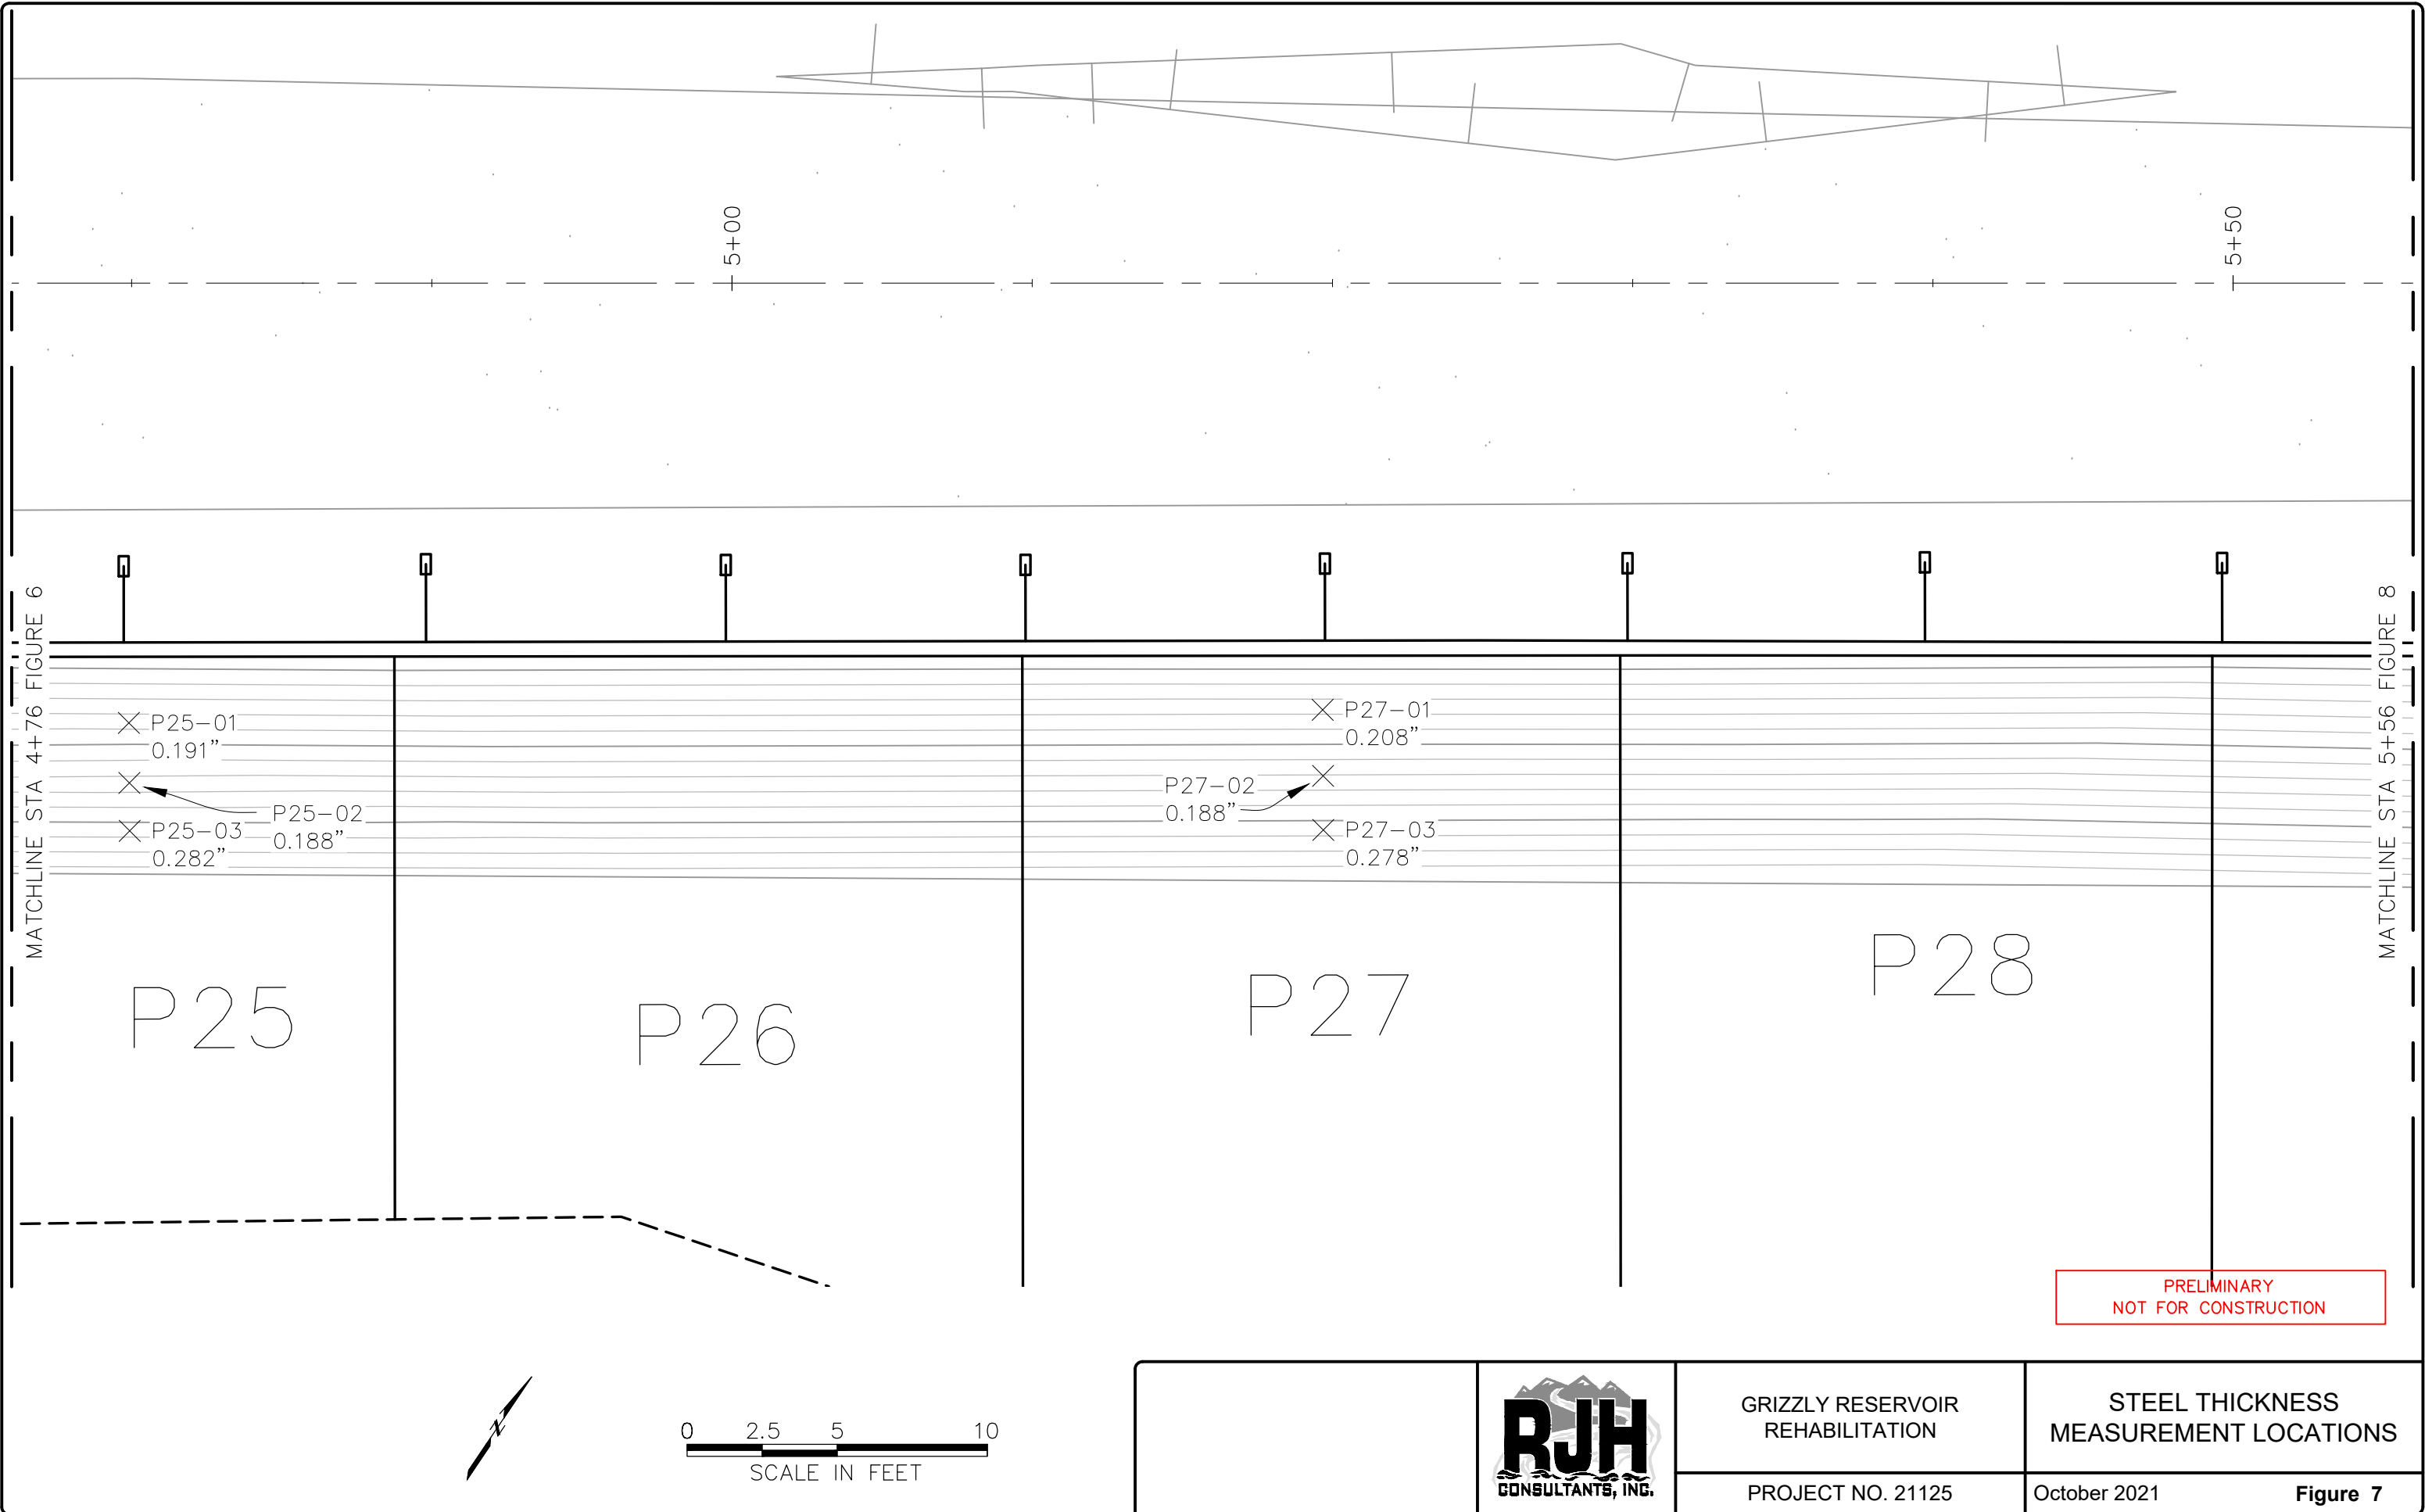 5+00
5+50
MATCHLINE STA 4+76 FIGURE 6
MATCHLINE STA 5+56 FIGURE 8
P25-01
0.191"
P25-02
0.188"
P25-03
0.282"
P27-01
0.208"
P27-02
0.188"
P27-03
0.278"
P25
P26
P27
P28
PRELIMINARY
NOT FOR CONSTRUCTION
N
0 2.5 5 10
SCALE IN FEET
RJH
CONSULTANTS, INC.
GRIZZLY RESERVOIR
REHABILITATION
PROJECT NO. 21125
STEEL THICKNESS
MEASUREMENT LOCATIONS
October 2021 Figure 7